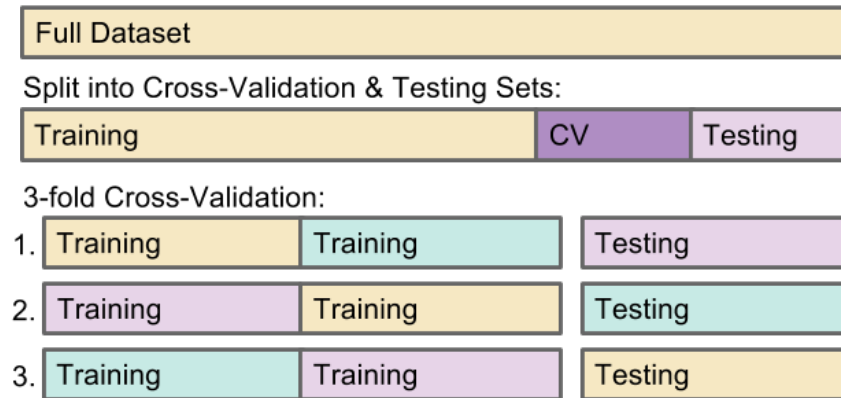 Full Dataset
Split into Cross-Validation & Testing Sets:
Training CV Testing
3-fold Cross-Validation:
1. Training Training Testing
2. Training Training Testing
3. Training Training Testing